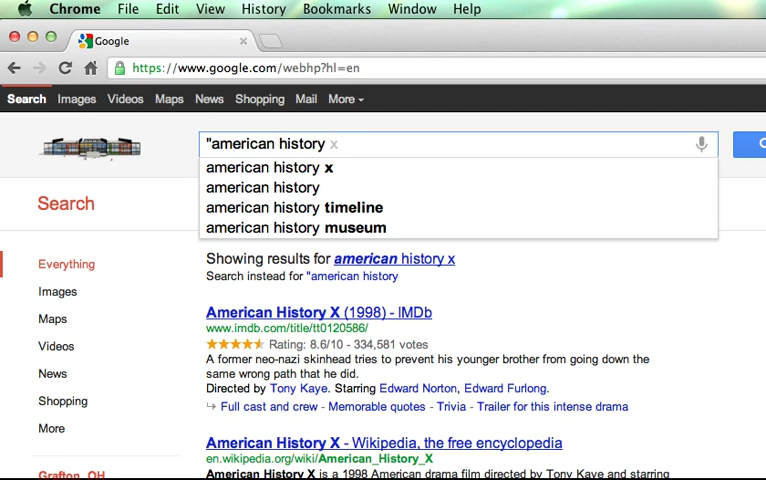 Chrome File Edit View History Bookmarks Window Help
Google
https://www.google.com/webhp?hl=en
Search Images Videos Maps News Shopping Mail More
"american history x
american history x
american history
american history timeline
american history museum
Search
Showing results for american history x
Search instead for "american history
Everything
Images
Maps
Videos
News
Shopping
More
Grafton, OH
American History X (1998) - IMDb
www.imdb.com/title/tt0120586/
Rating: 8.6/10 - 334,581 votes
A former neo-nazi skinhead tries to prevent his younger brother from going down the
same wrong path that he did.
Directed by Tony Kaye. Starring Edward Norton, Edward Furlong.
Full cast and crew - Memorable quotes - Trivia - Trailer for this intense drama
American History X - Wikipedia, the free encyclopedia
en.wikipedia.org/wiki/American_History_X
American History X is a 1998 American drama film directed by Tony Kaye and starring